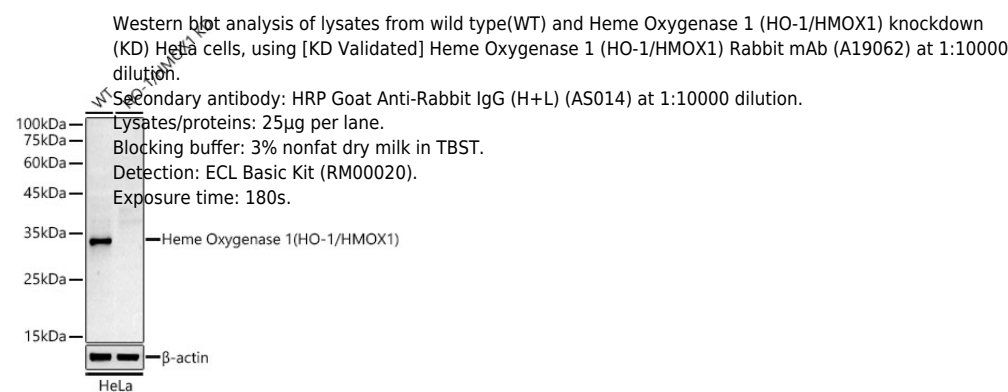 Western blot analysis of lysates from wild type(WT) and Heme Oxygenase 1 (HO-1/HMOX1) knockdown
(KD) HeLa cells, using [KD Validated] Heme Oxygenase 1 (HO-1/HMOX1) Rabbit mAb (A19062) at 1:10000
dilution.
Secondary antibody: HRP Goat Anti-Rabbit IgG (H+L) (AS014) at 1:10000 dilution.
Lysates/proteins: 25μg per lane.
Blocking buffer: 3% nonfat dry milk in TBST.
Detection: ECL Basic Kit (RM00020).
Exposure time: 180s.
WT
HO-1/HMOX1 KD
100kDa
75kDa
60kDa
45kDa
35kDa
Heme Oxygenase 1(HO-1/HMOX1)
25kDa
15kDa
β-actin
HeLa